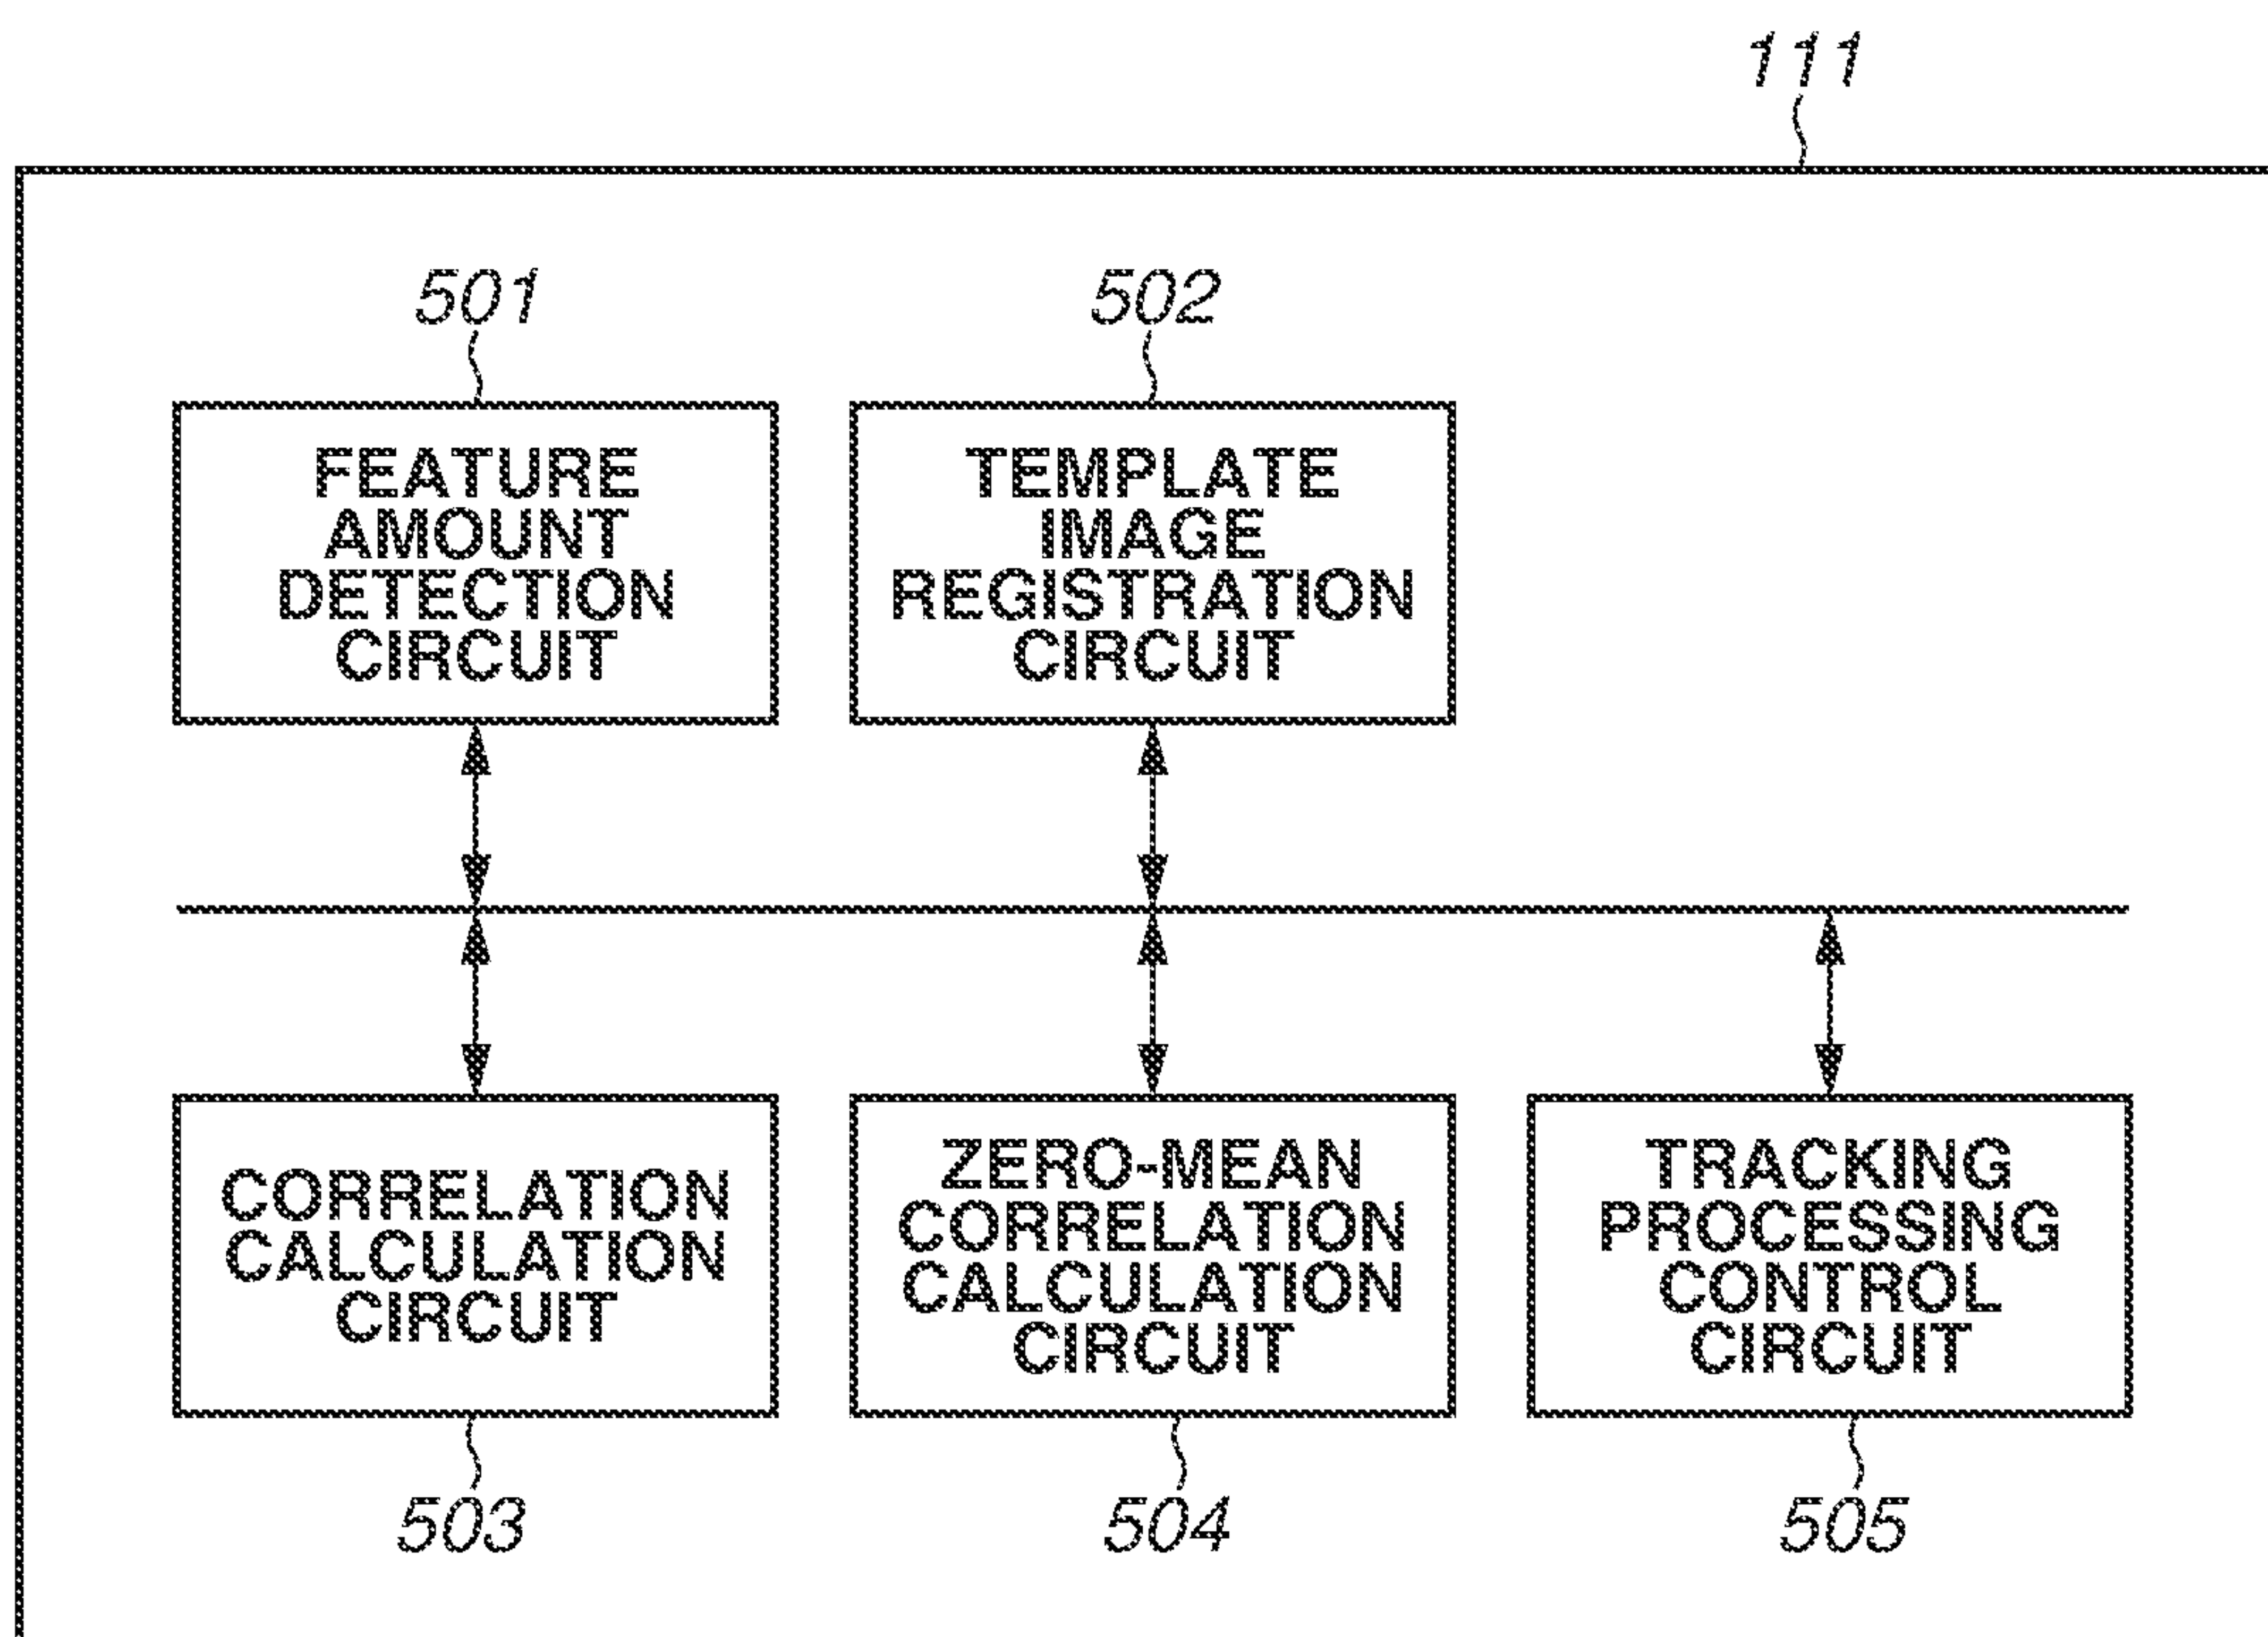 111
501
502
FEATURE
AMOUNT
DETECTION
CIRCUIT
TEMPLATE
IMAGE
REGISTRATION
CIRCUIT
CORRELATION
CALCULATION
CIRCUIT
ZERO-MEAN
CORRELATION
CALCULATION
CIRCUIT
TRACKING
PROCESSING
CONTROL
CIRCUIT
503
504
505